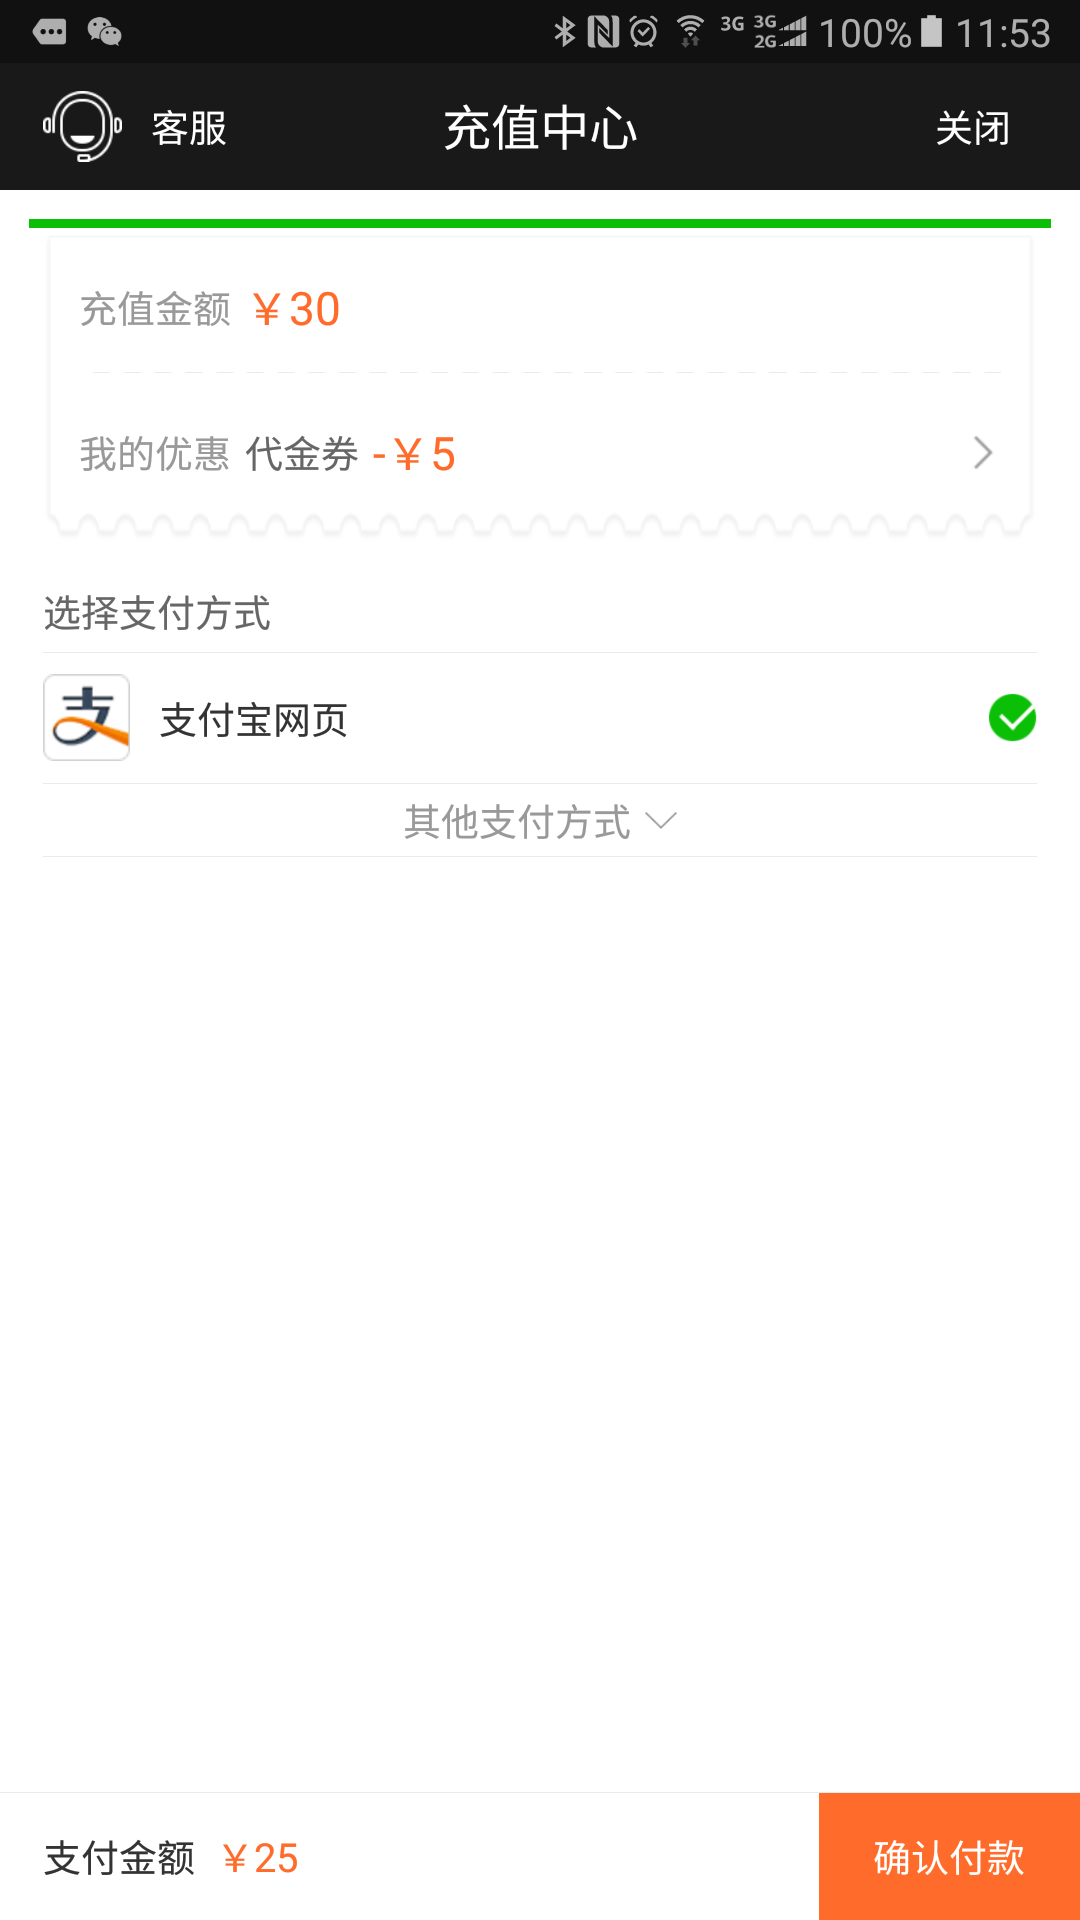 3G 3G 2G 100% 11:53
客服 充值中心 关闭
充值金额 ￥30
我的优惠 代金券 -￥5
选择支付方式
支 支付宝网页
其他支付方式
支付金额 ￥25 确认付款